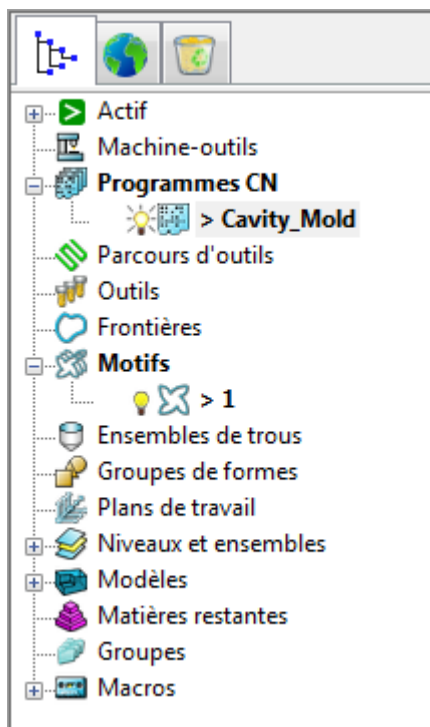 Actif
Machine-outils
Programmes CN
> Cavity_Mold
Parcours d'outils
Outils
Frontières
Motifs
> 1
Ensembles de trous
Groupes de formes
Plans de travail
Niveaux et ensembles
Modèles
Matières restantes
Groupes
Macros